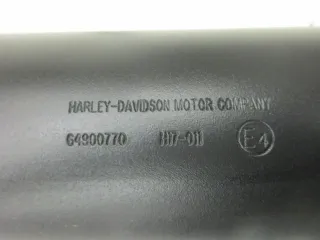 HARLEY-DAVIDSON MOTOR COMPANY
64900770 H17-011 E4